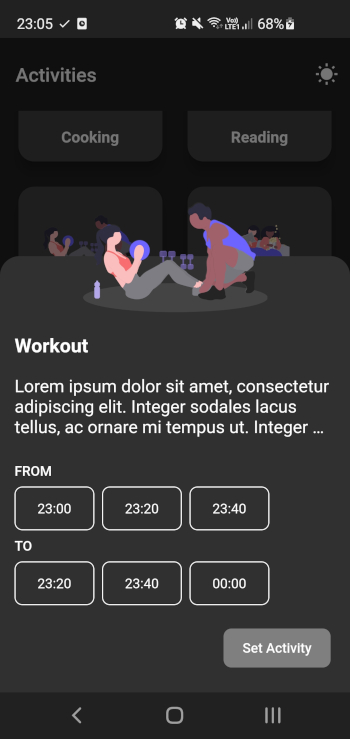 23:05
Vo))
LTE1
68%
Activities
Cooking
Reading
Workout
Lorem ipsum dolor sit amet, consectetur
adipiscing elit. Integer sodales lacus
tellus, ac ornare mi tempus ut. Integer ...
FROM
23:00 23:20 23:40
TO
23:20 23:40 00:00
Set Activity